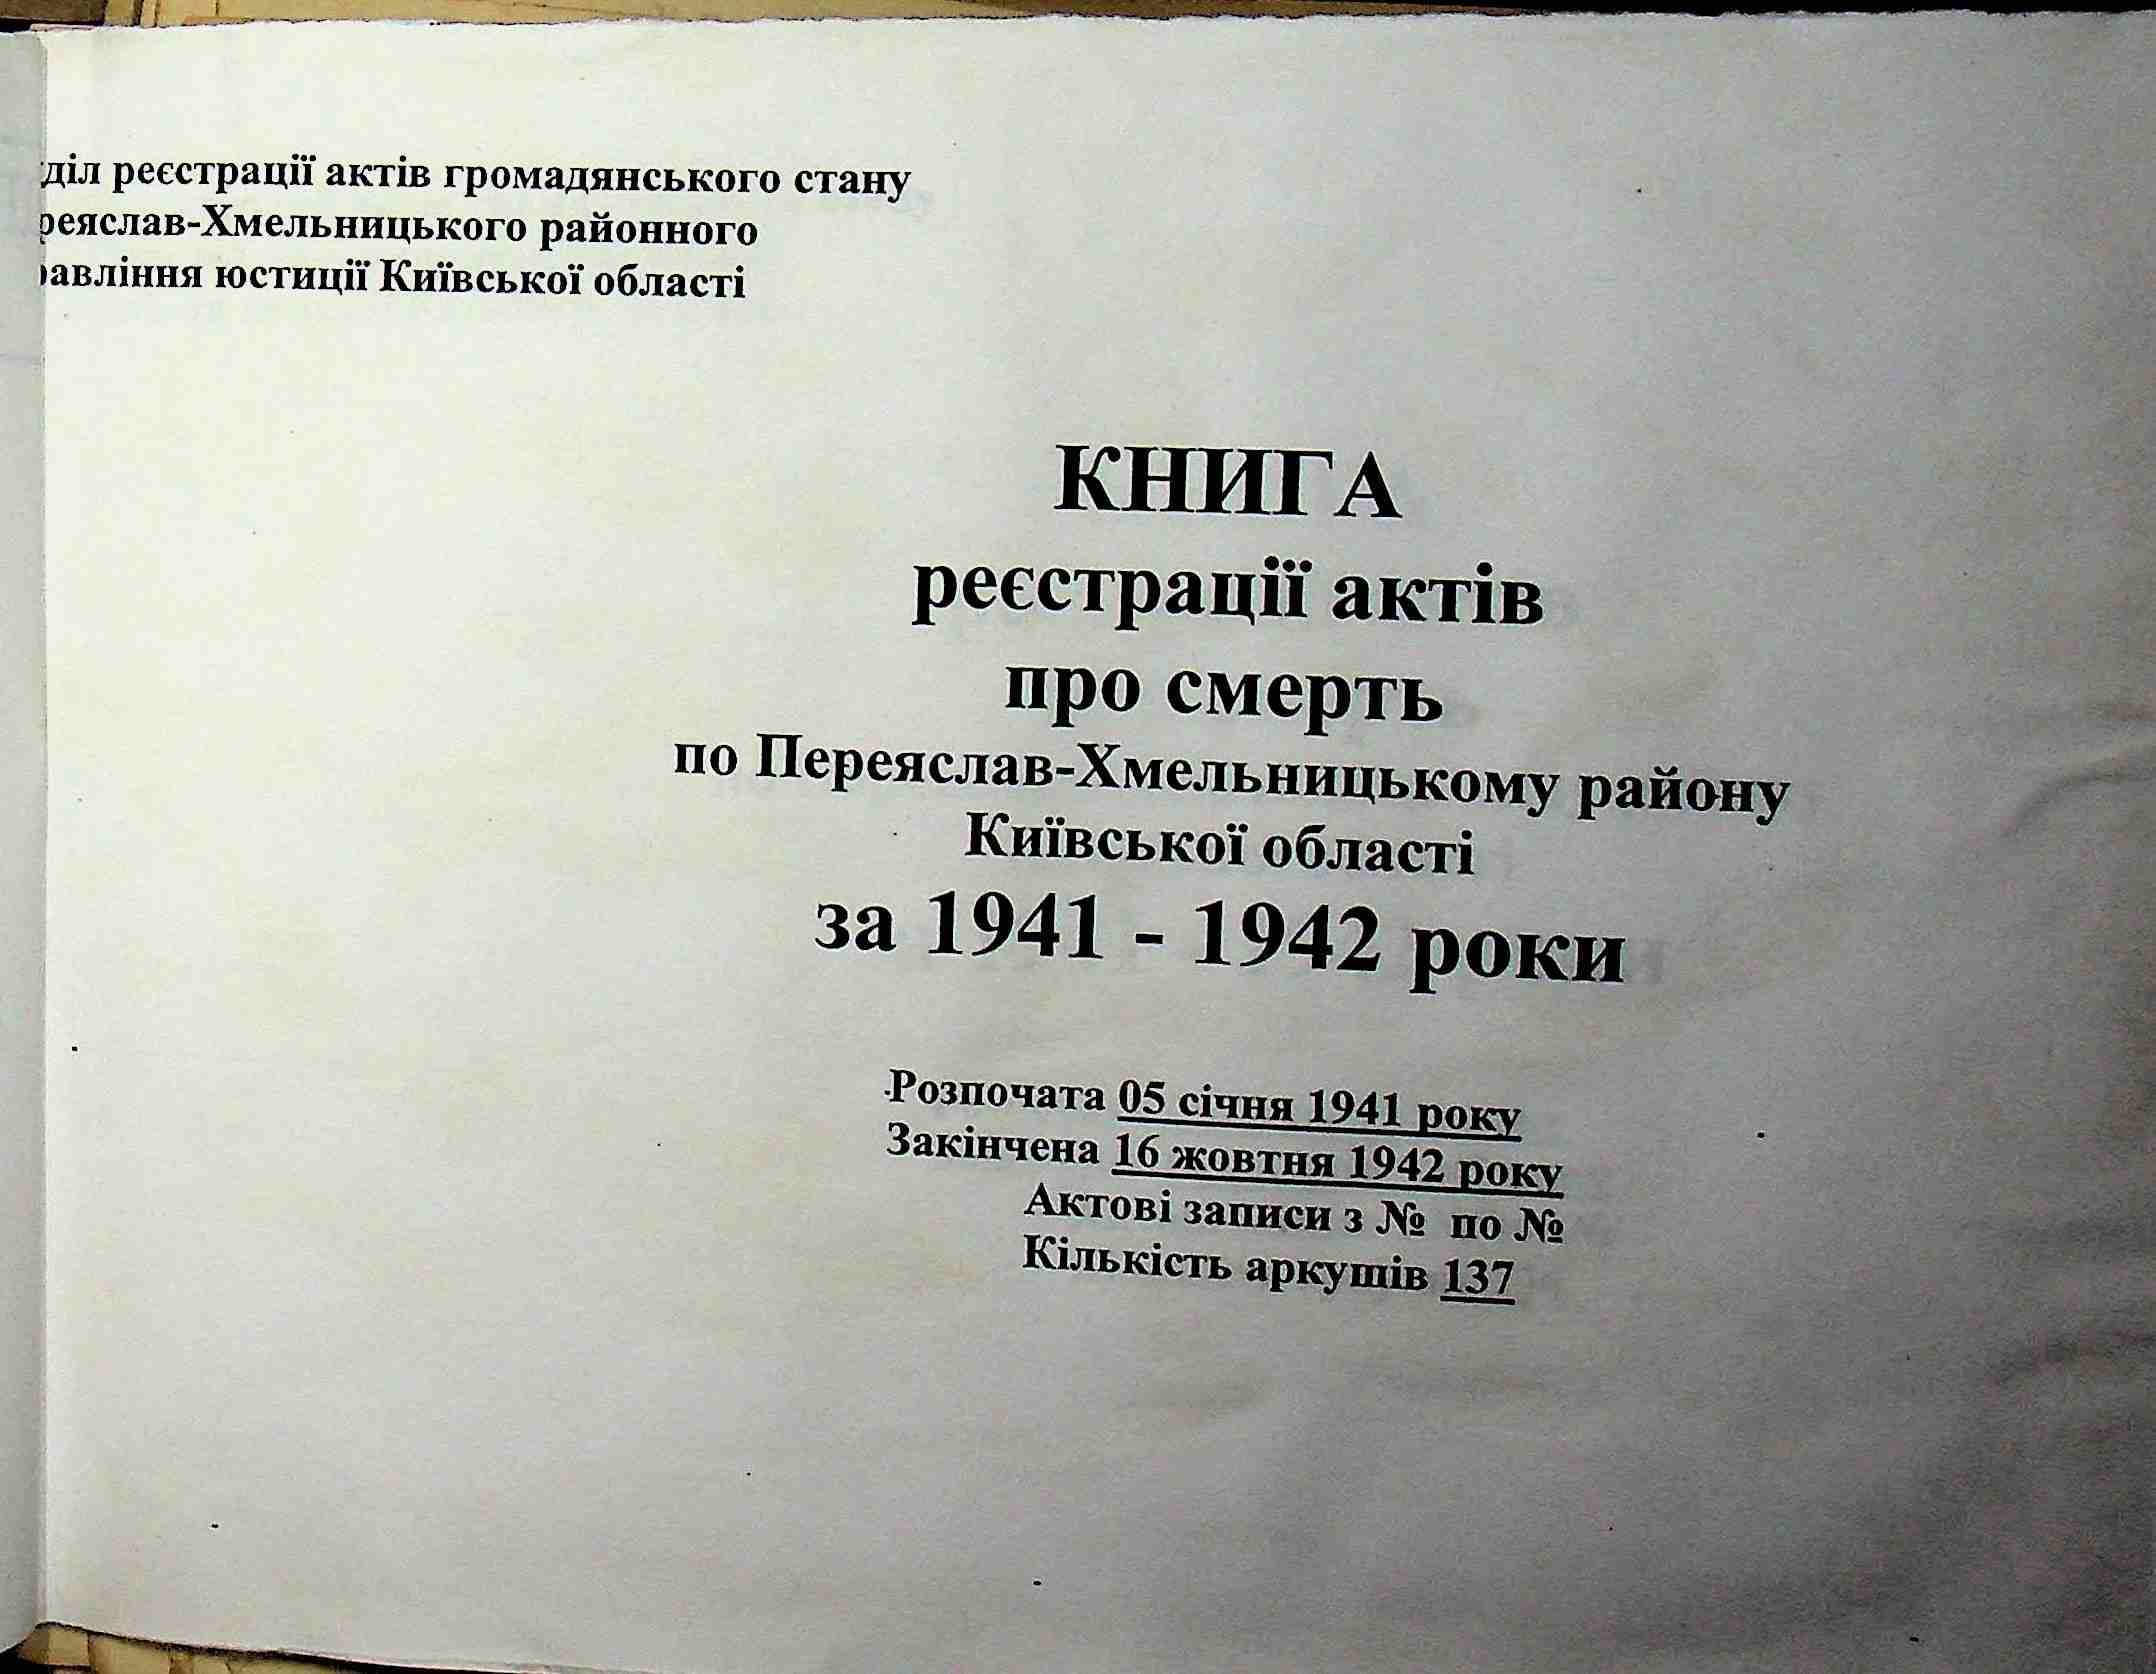 діл реєстрації актів громадянського стану
реяслав-Хмельницького районного
равління юстиції Київської області
КНИГА
реєстрації актів
про смерть
по Переяслав-Хмельницькому району
Київської області
за 1941 - 1942 роки
Розпочата 05 січня 1941 року
Закінчена 16 жовтня 1942 року
Актові записи з № по №
Кількість аркушів 137